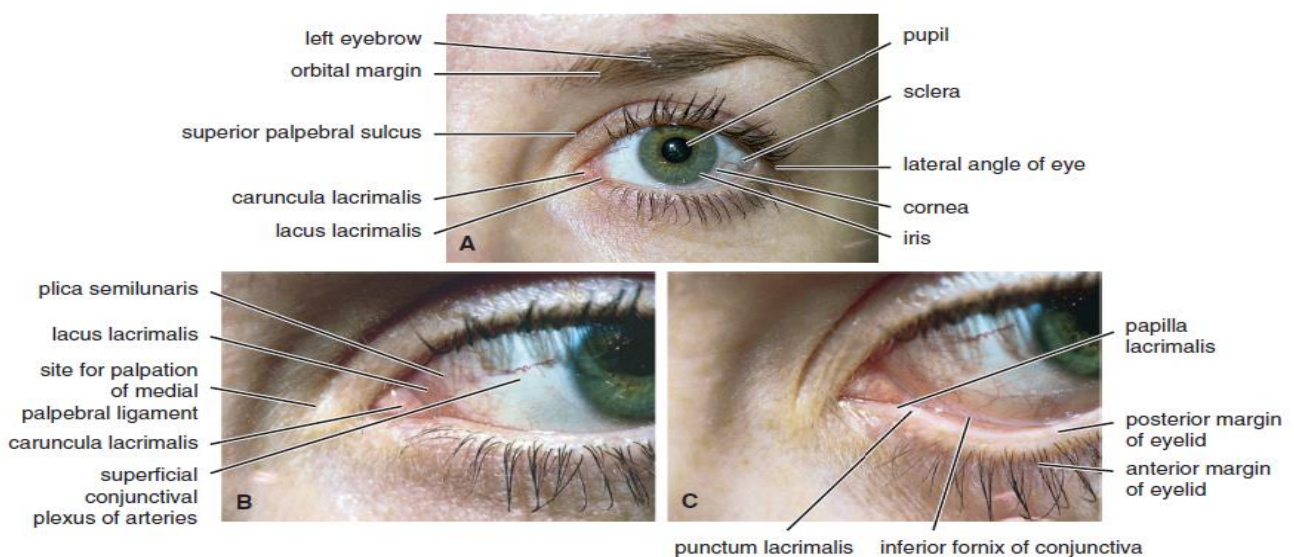 left eyebrow
orbital margin
superior palpebral sulcus
caruncula lacrimalis
lacus lacrimalis
A
pupil
sclera
lateral angle of eye
cornea
iris
plica semilunaris
lacus lacrimalis
site for palpation
of medial
palpebral ligament
caruncula lacrimalis
superficial
conjunctival
plexus of arteries
B
C
papilla
lacrimalis
posterior margin
of eyelid
anterior margin
of eyelid
punctum lacrimalis
inferior fornix of conjunctiva